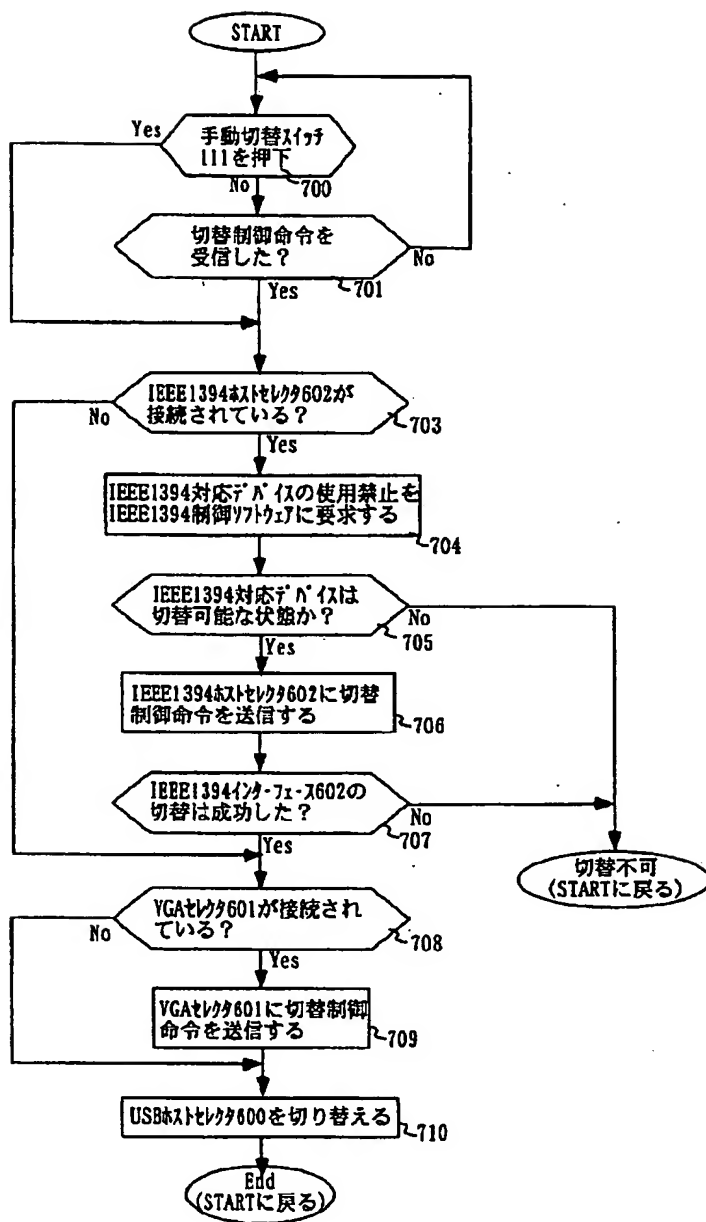 START
Yes
手動切替ｽｲｯﾁ
111を押下
700
No
切替制御命令を
受信した？
No
701
Yes
IEEE1394ﾎｽﾄｾﾚｸﾀ602が
接続されている？
No
703
Yes
IEEE1394対応ﾃﾞﾊﾞｲｽの使用禁止を
IEEE1394制御ｿﾌﾄｳｪｱに要求する
704
IEEE1394対応ﾃﾞﾊﾞｲｽは
切替可能な状態か？
No
705
Yes
IEEE1394ﾎｽﾄｾﾚｸﾀ602に切替
制御命令を送信する
706
IEEE1394ｲﾝﾀｰﾌｪｰｽ602の
切替は成功した？
No
707
Yes
切替不可
(STARTに戻る)
VGAｾﾚｸﾀ601が接続され
ている？
No
708
Yes
VGAｾﾚｸﾀ601に切替制御
命令を送信する
709
USBﾎｽﾄｾﾚｸﾀ600を切り替える
710
End
(STARTに戻る)